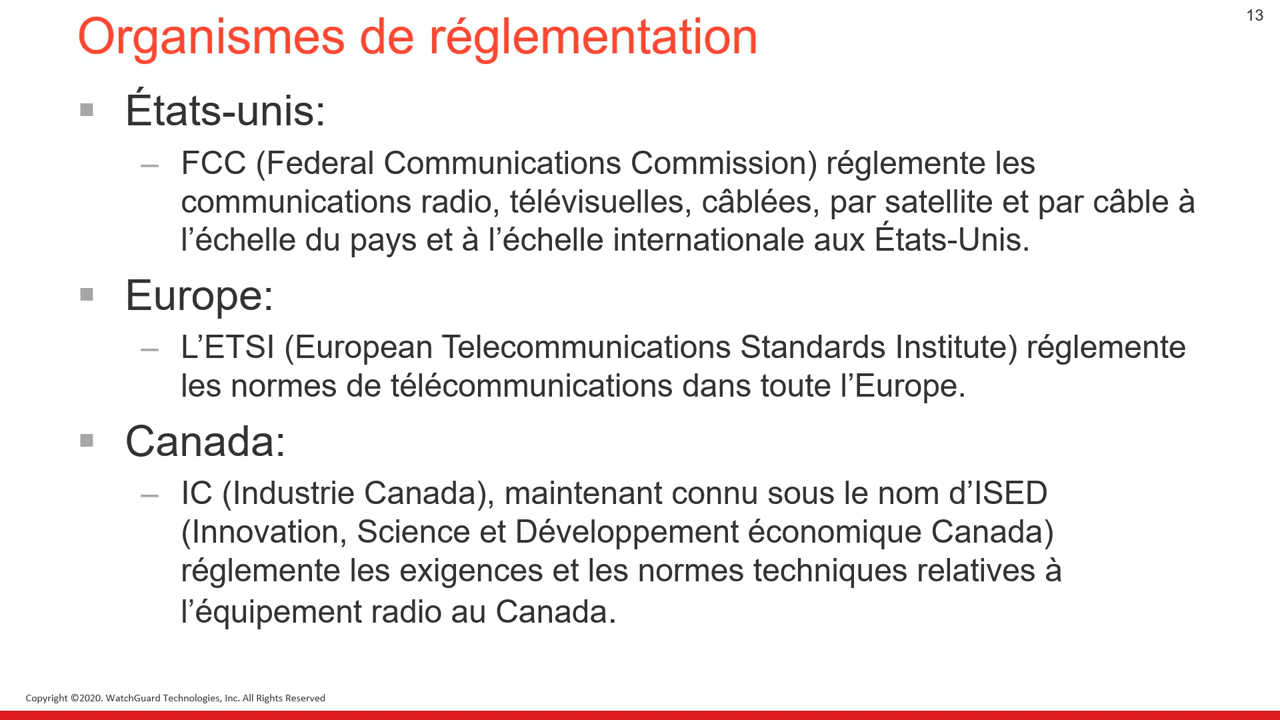 13
Organismes de réglementation
États-unis:
– FCC (Federal Communications Commission) réglemente les
communications radio, télévisuelles, câblées, par satellite et par câble à
l’échelle du pays et à l’échelle internationale aux États-Unis.
Europe:
– L’ETSI (European Telecommunications Standards Institute) réglemente
les normes de télécommunications dans toute l’Europe.
Canada:
– IC (Industrie Canada), maintenant connu sous le nom d’ISED
(Innovation, Science et Développement économique Canada)
réglemente les exigences et les normes techniques relatives à
l’équipement radio au Canada.
Copyright ©2020. WatchGuard Technologies, Inc. All Rights Reserved